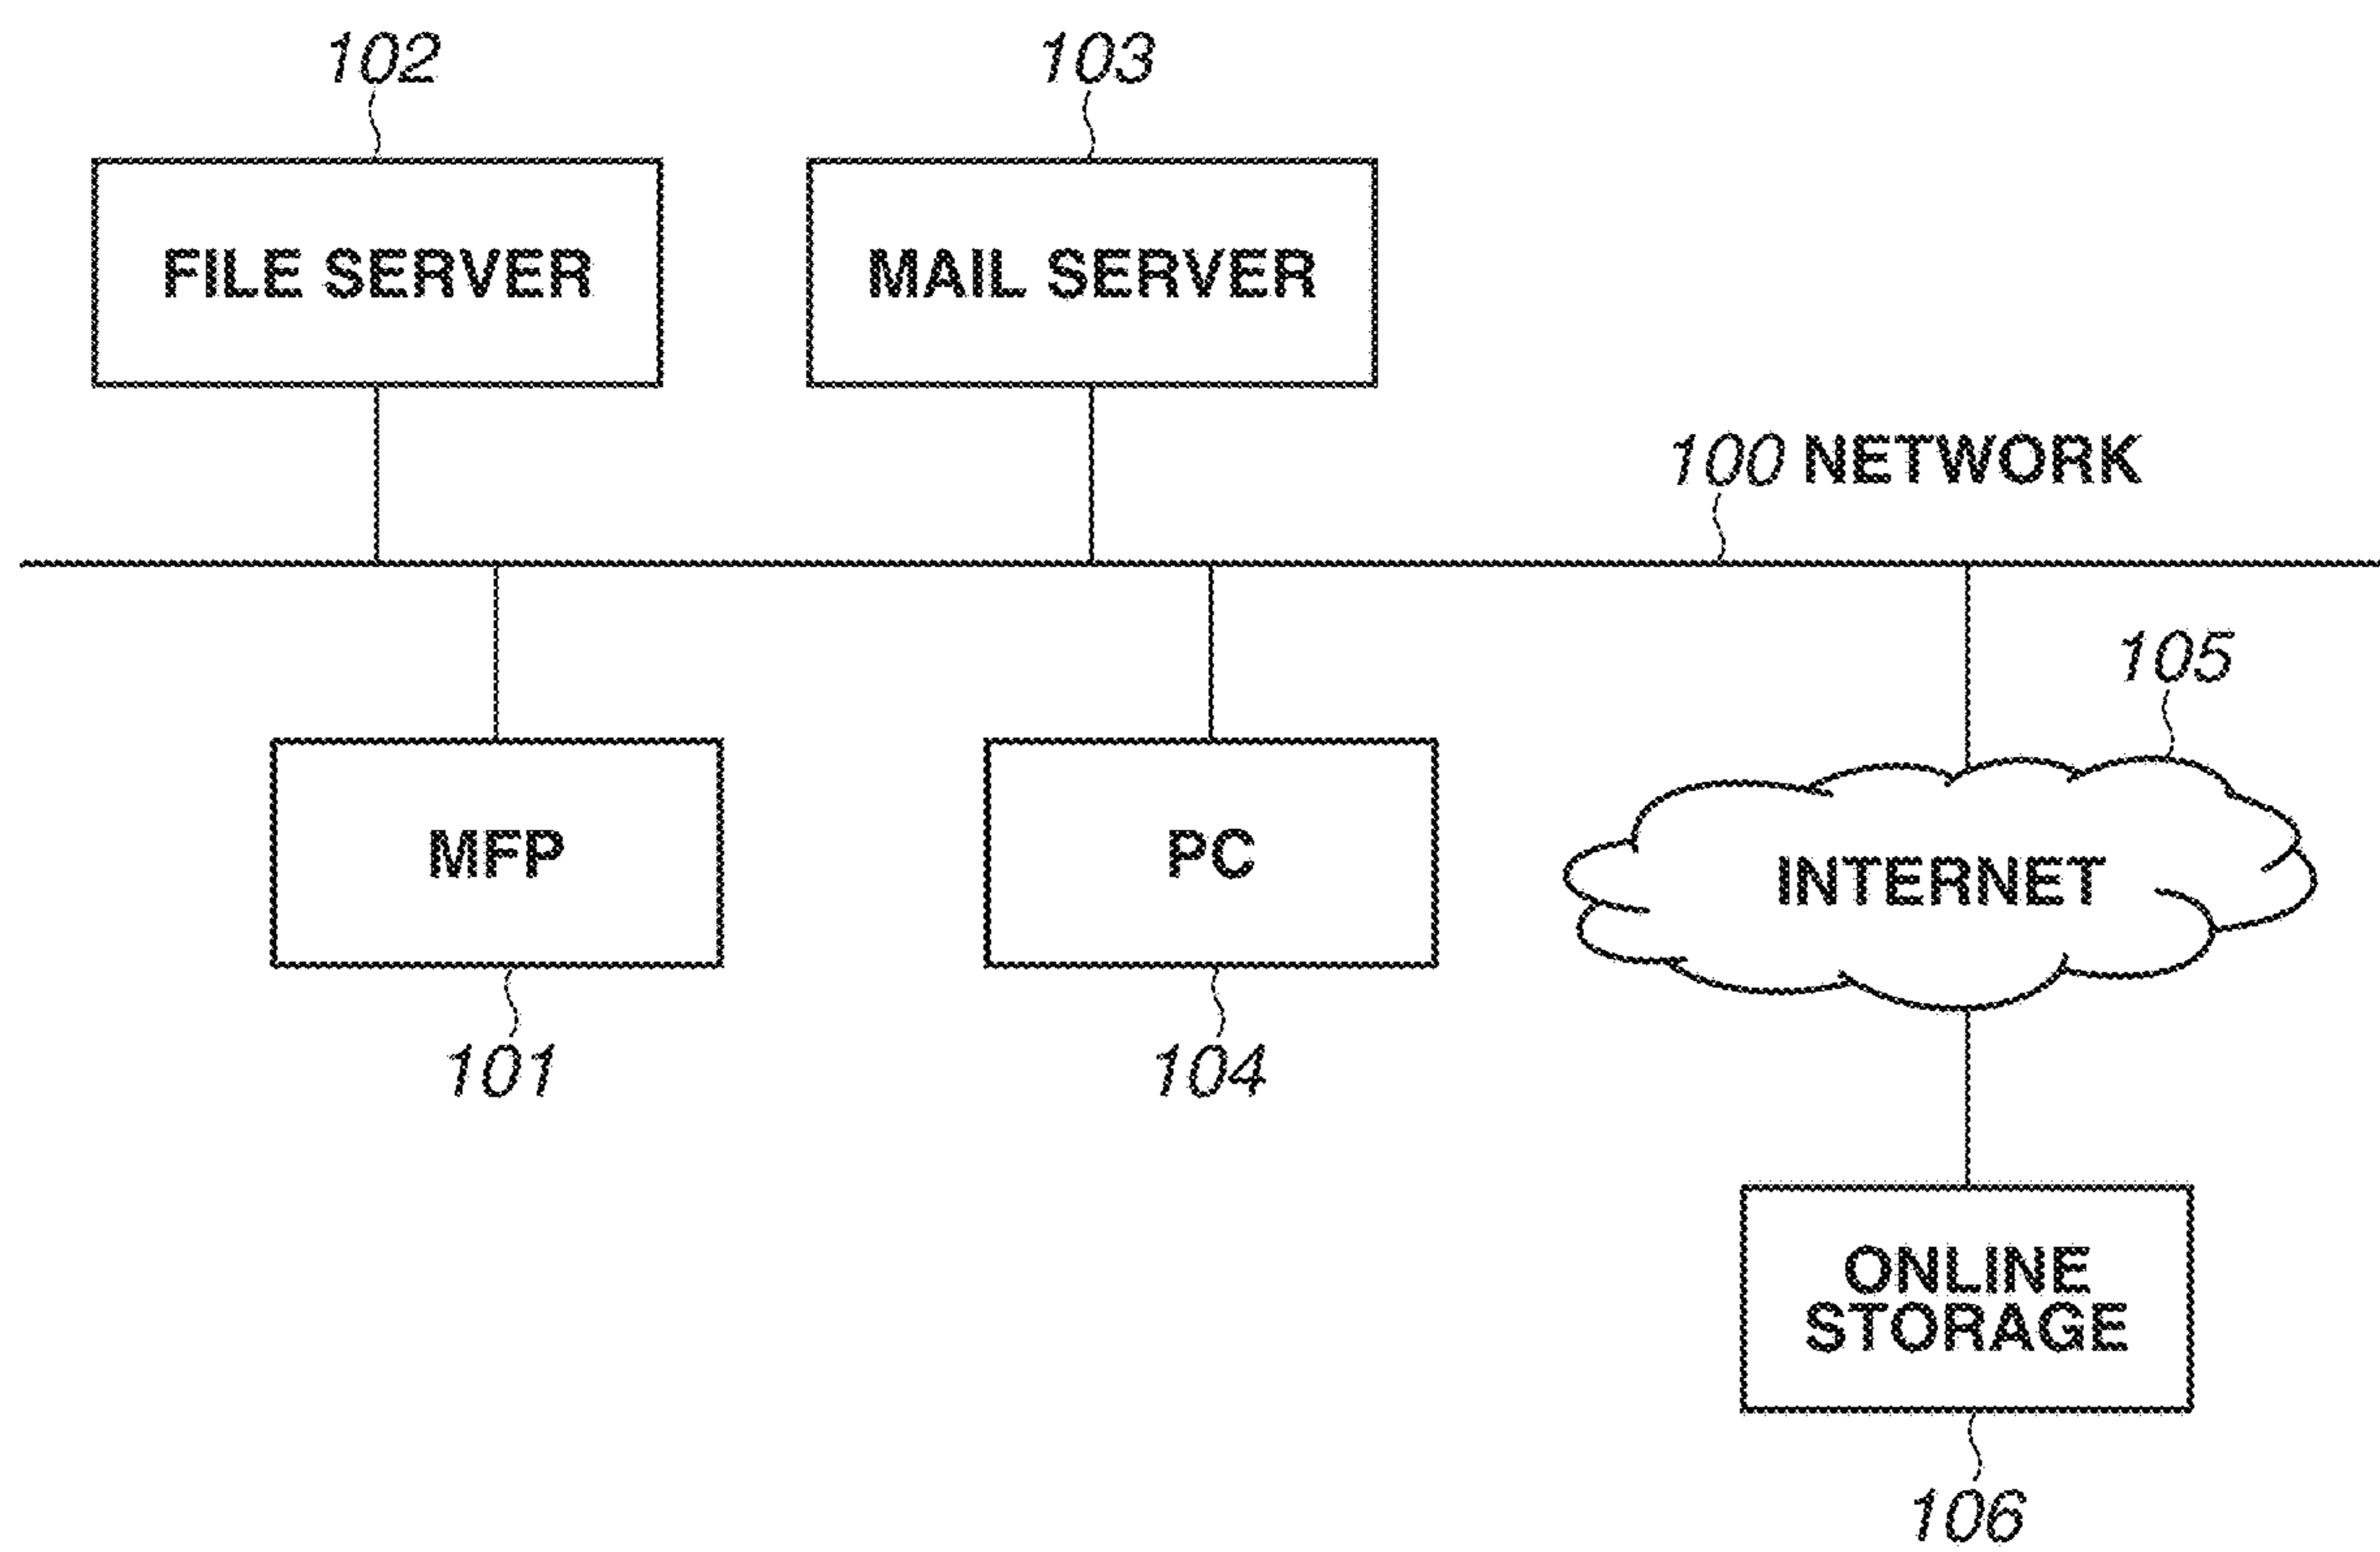 102
103
FILE SERVER
MAIL SERVER
100 NETWORK
105
MFP
PC
INTERNET
101
104
ONLINE
STORAGE
106